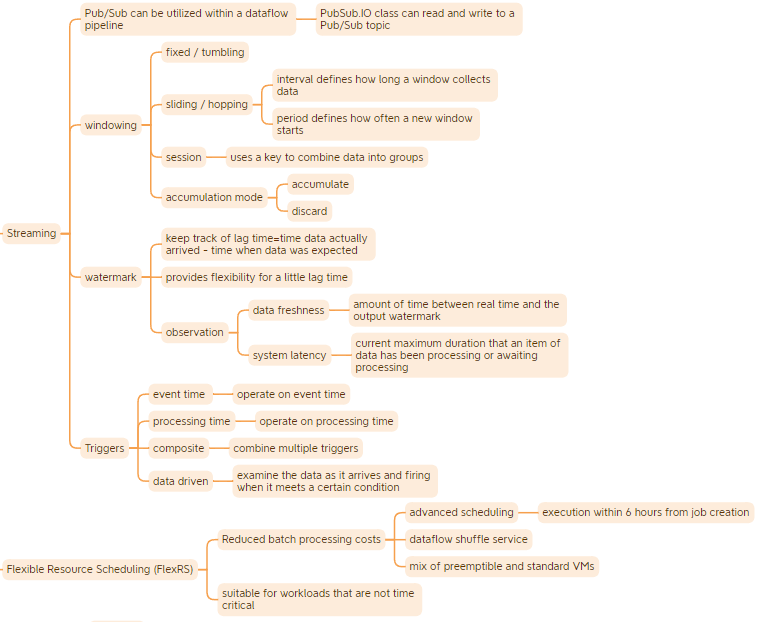 Pub/Sub can be utilized within a dataflow
pipeline
PubSub.IO class can read and write to a
Pub/Sub topic
fixed / tumbling
interval defines how long a window collects
data
sliding / hopping
period defines how often a new window
starts
windowing
session
uses a key to combine data into groups
accumulation mode
accumulate
discard
Streaming
keep track of lag time=time data actually
arrived - time when data was expected
watermark
provides flexibility for a little lag time
observation
data freshness
amount of time between real time and the
output watermark
system latency
current maximum duration that an item of
data has been processing or awaiting
processing
Triggers
event time
operate on event time
processing time
operate on processing time
composite
combine multiple triggers
data driven
examine the data as it arrives and firing
when it meets a certain condition
Flexible Resource Scheduling (FlexRS)
Reduced batch processing costs
advanced scheduling
execution within 6 hours from job creation
dataflow shuffle service
mix of preemptible and standard VMs
suitable for workloads that are not time
critical